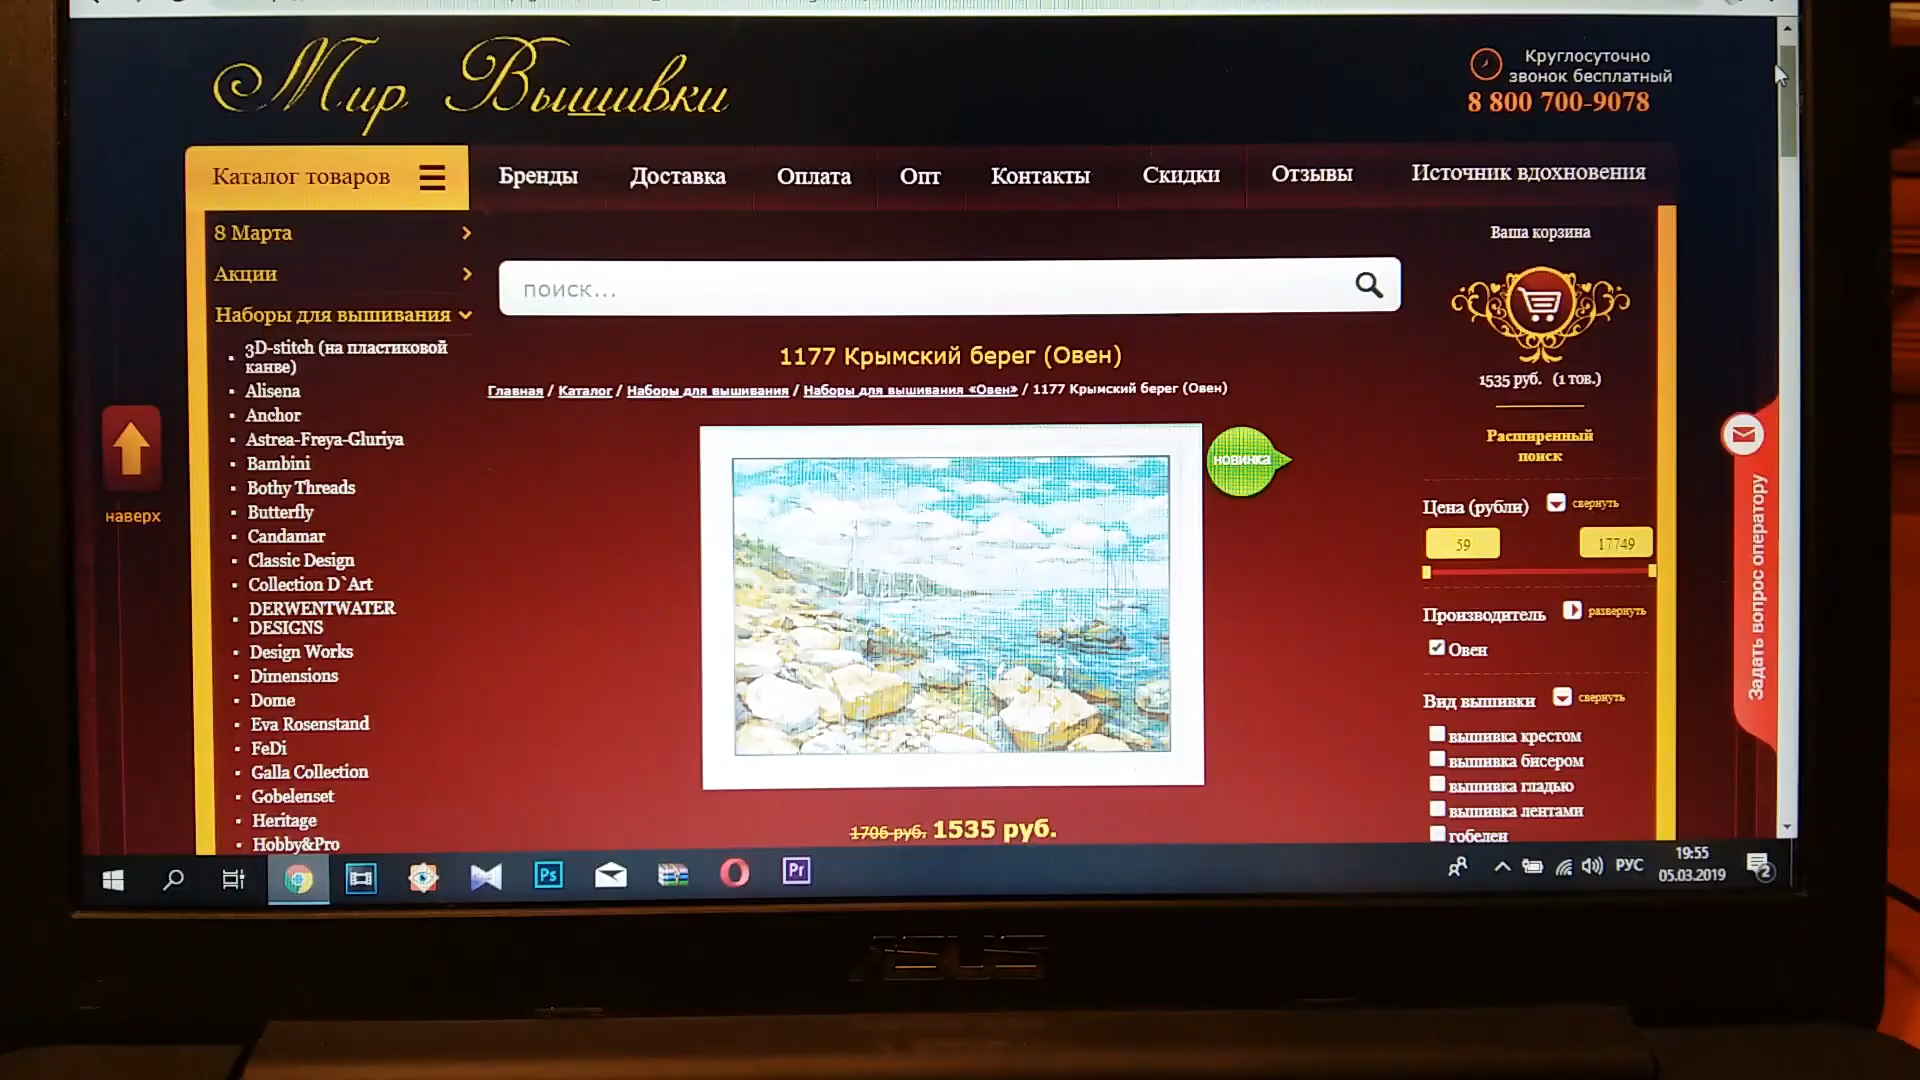 Мир Вышивки
Круглосуточно
звонок бесплатный
8 800 700-9078
Каталог товаров
Бренды
Доставка
Оплата
Опт
Контакты
Скидки
Отзывы
Источник вдохновения
8 Марта
Акции
Наборы для вышивания
3D-stitch (на пластиковой
канве)
Alisena
Anchor
Astrea-Freya-Gluriya
Bambini
Bothy Threads
Butterfly
Candamar
Classic Design
Collection D`Art
DERWENTWATER
DESIGNS
Design Works
Dimensions
Dome
Eva Rosenstand
FeDi
Galla Collection
Gobelenset
Heritage
Hobby&Pro
наверх
поиск...
1177 Крымский берег (Овен)
Главная / Каталог / Наборы для вышивания / Наборы для вышивания «Овен» / 1177 Крымский берег (Овен)
новинка
1706 руб. 1535 руб.
Ваша корзина
1535 руб. (1 тов.)
Расширенный
поиск
Цена (рубли)
свернуть
59
17749
Производитель
развернуть
Овен
Вид вышивки
свернуть
вышивка крестом
вышивка бисером
вышивка гладью
вышивка лентами
гобелен
Задать вопрос оператору
Ps
Pr
РУС
19:55
05.03.2019
2
ASUS